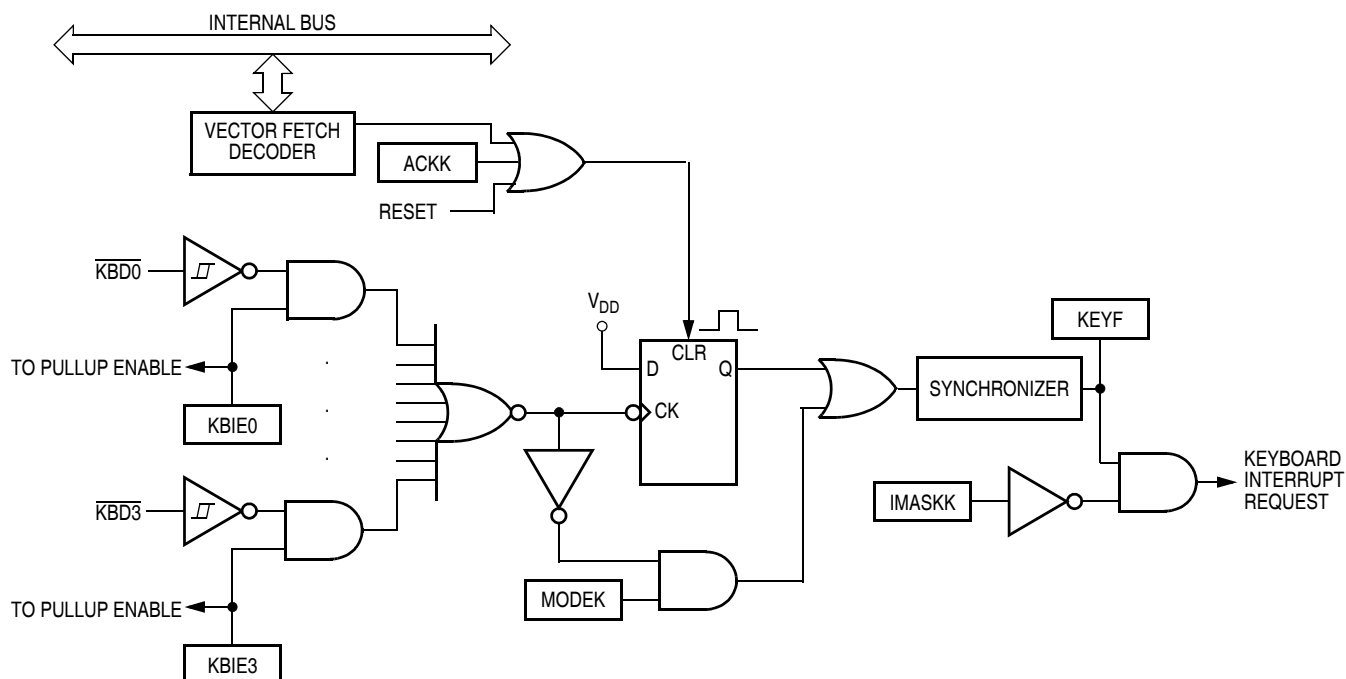 INTERNAL BUS
VECTOR FETCH
DECODER
ACKK
RESET
KBD0
TO PULLUP ENABLE
KBIE0
VDD
CLR
D
Q
CK
KEYF
SYNCHRONIZER
KBD3
TO PULLUP ENABLE
KBIE3
MODEK
IMASKK
KEYBOARD
INTERRUPT
REQUEST